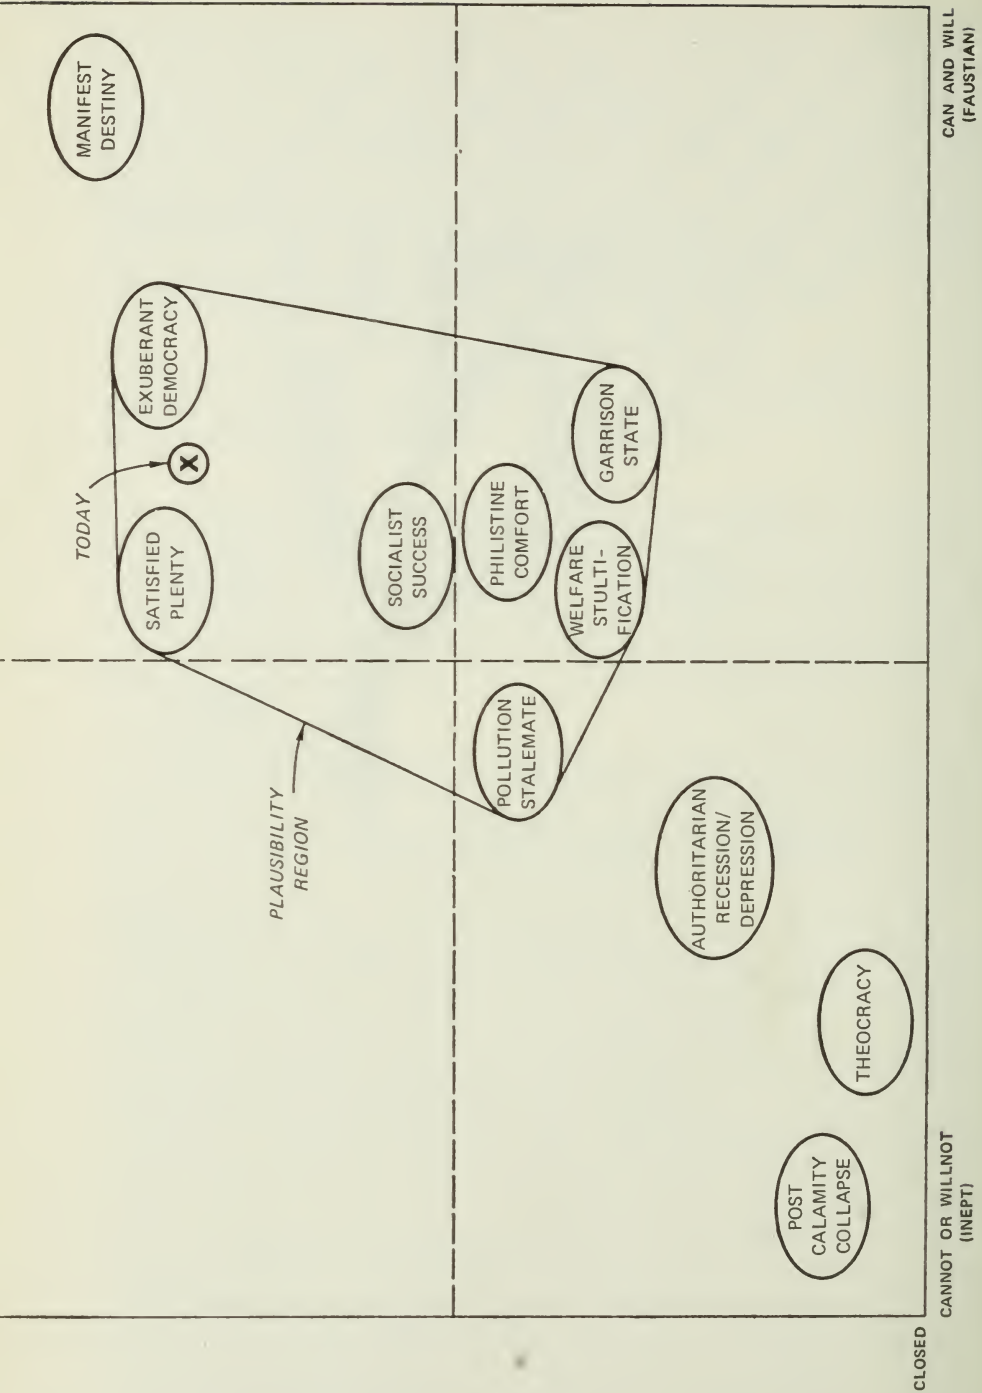 MANIFEST
DESTINY
EXUBERANT
DEMOCRACY
TODAY
X
SATISFIED
PLENTY
SOCIALIST
SUCCESS
PHILISTINE
COMFORT
GARRISON
STATE
WELFARE
STULTI-
FICATION
POLLUTION
STALEMATE
PLAUSIBILITY
REGION
AUTHORITARIAN
RECESSION/
DEPRESSION
THEOCRACY
POST
CALAMITY
COLLAPSE
CLOSED
CANNOT OR WILLNOT
(INEPT)
CAN AND WILL
(FAUSTIAN)